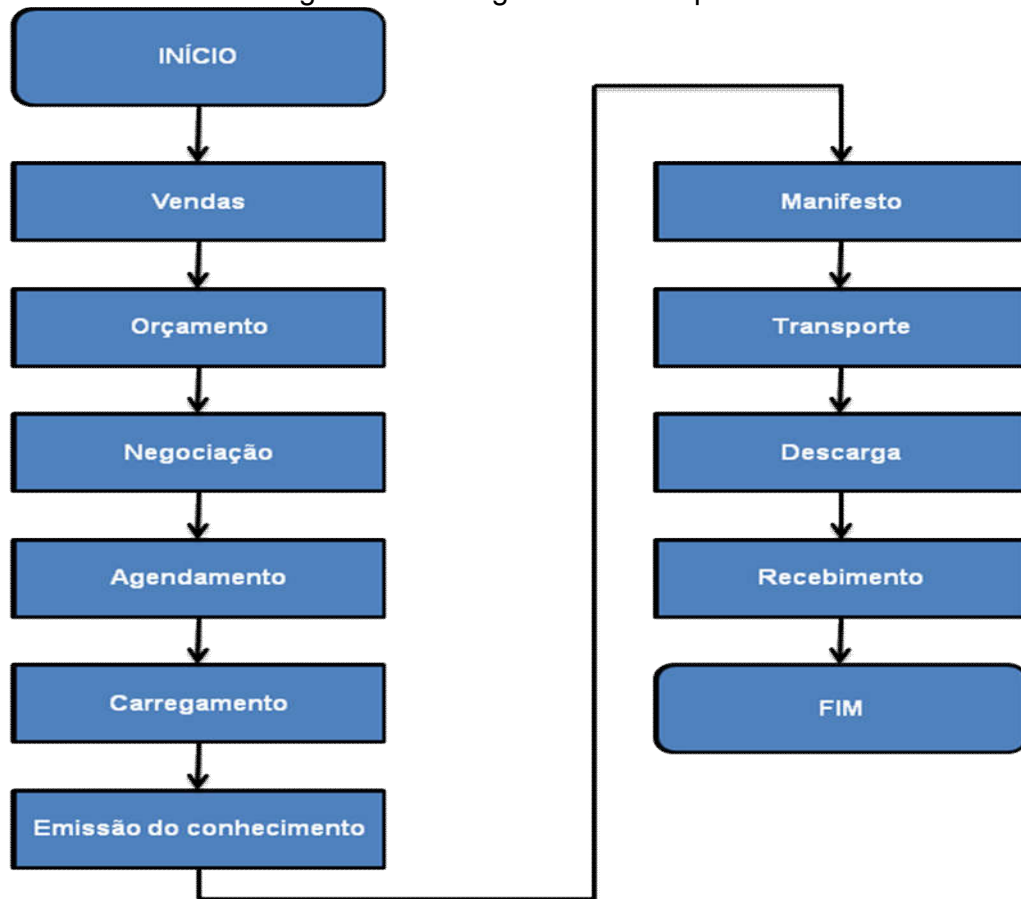 INÍCIO
Vendas
Orçamento
Negociação
Agendamento
Carregamento
Emissão do conhecimento
Manifesto
Transporte
Descarga
Recebimento
FIM